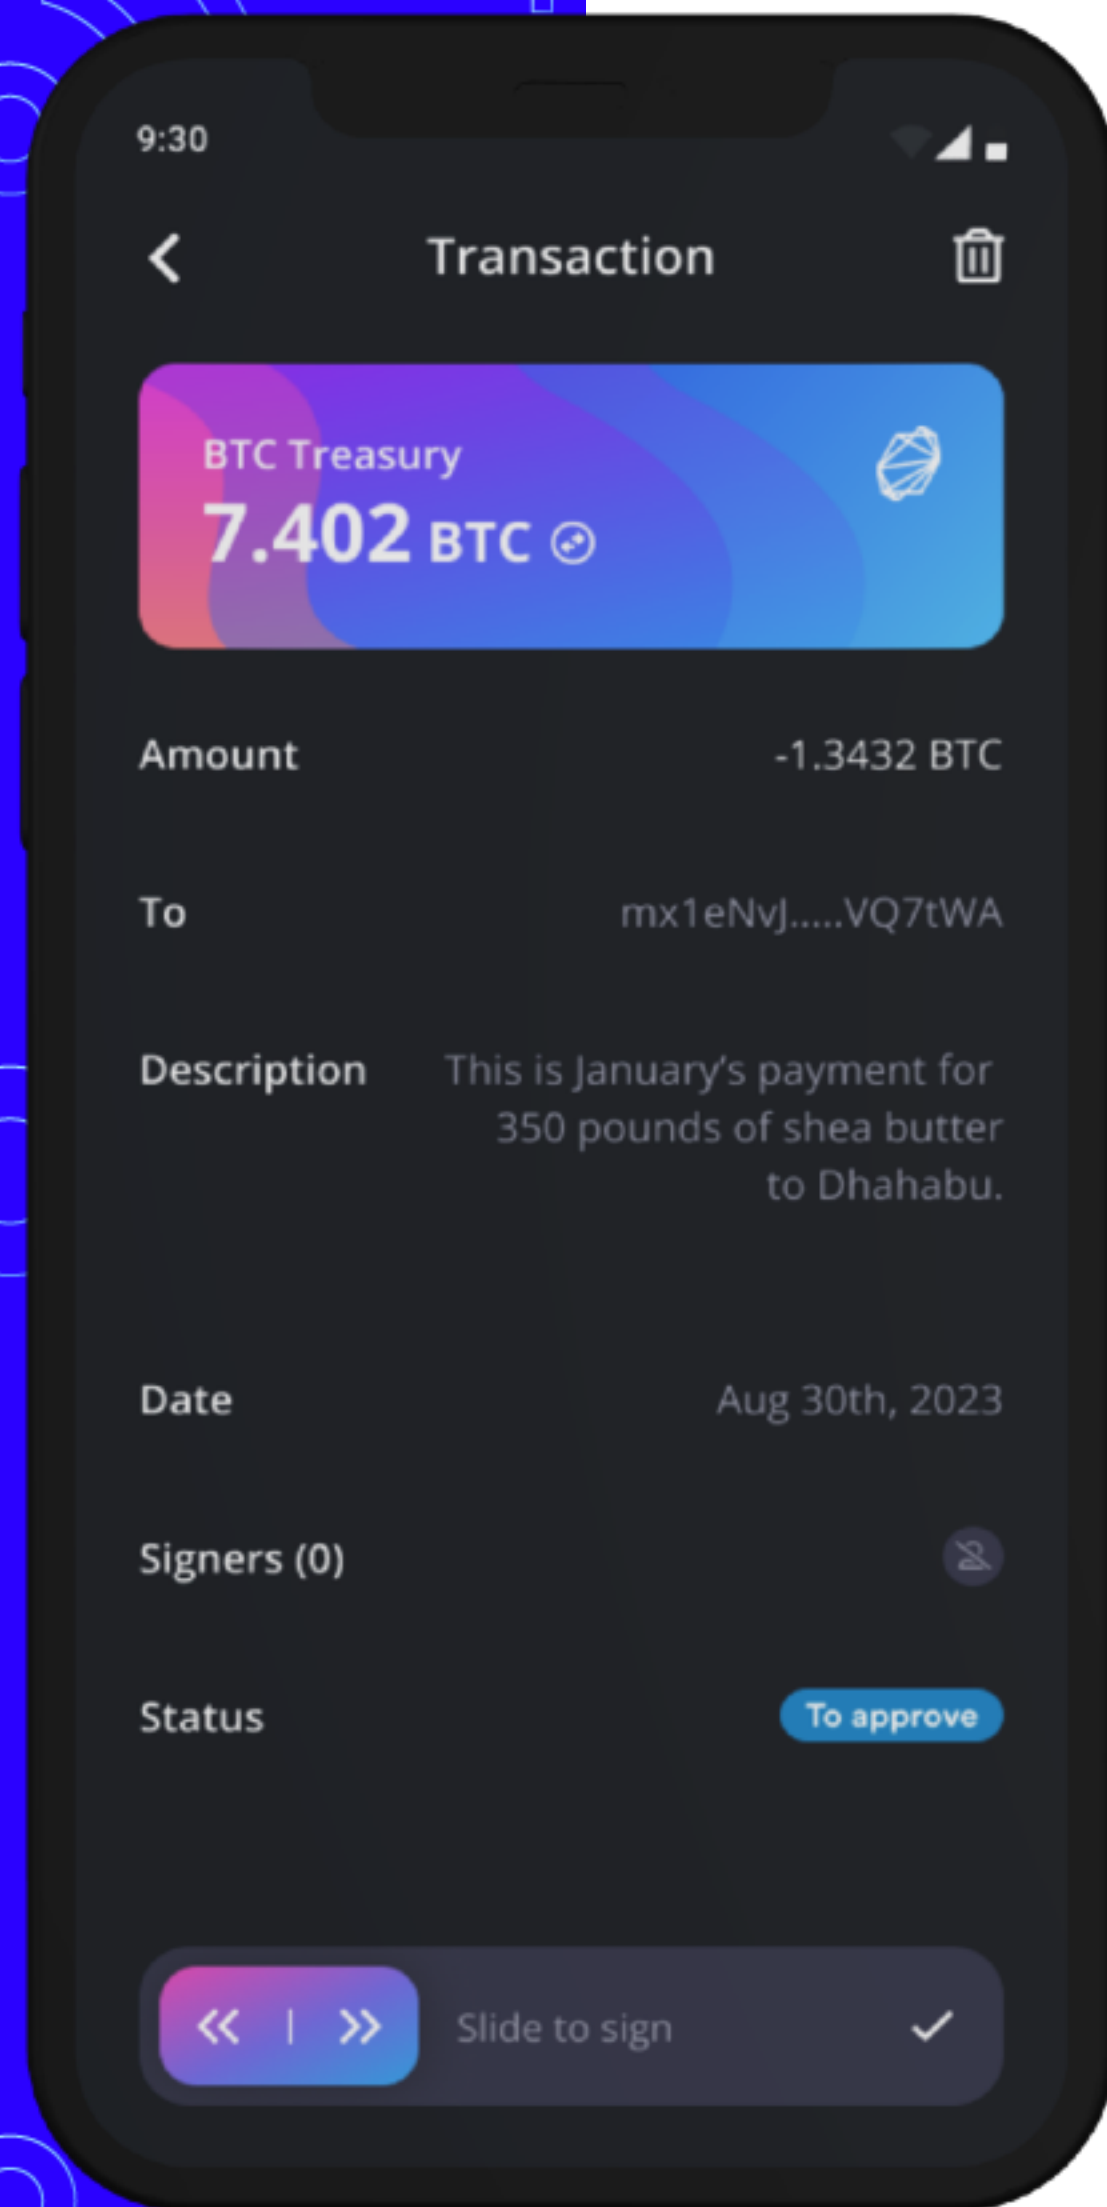 9:30
Transaction
BTC Treasury
7.402 BTC
Amount
-1.3432 BTC
To
mx1eNvJ.....VQ7tWA
Description
This is January’s payment for
350 pounds of shea butter
to Dhahabu.
Date
Aug 30th, 2023
Signers (0)
Status
To approve
Slide to sign